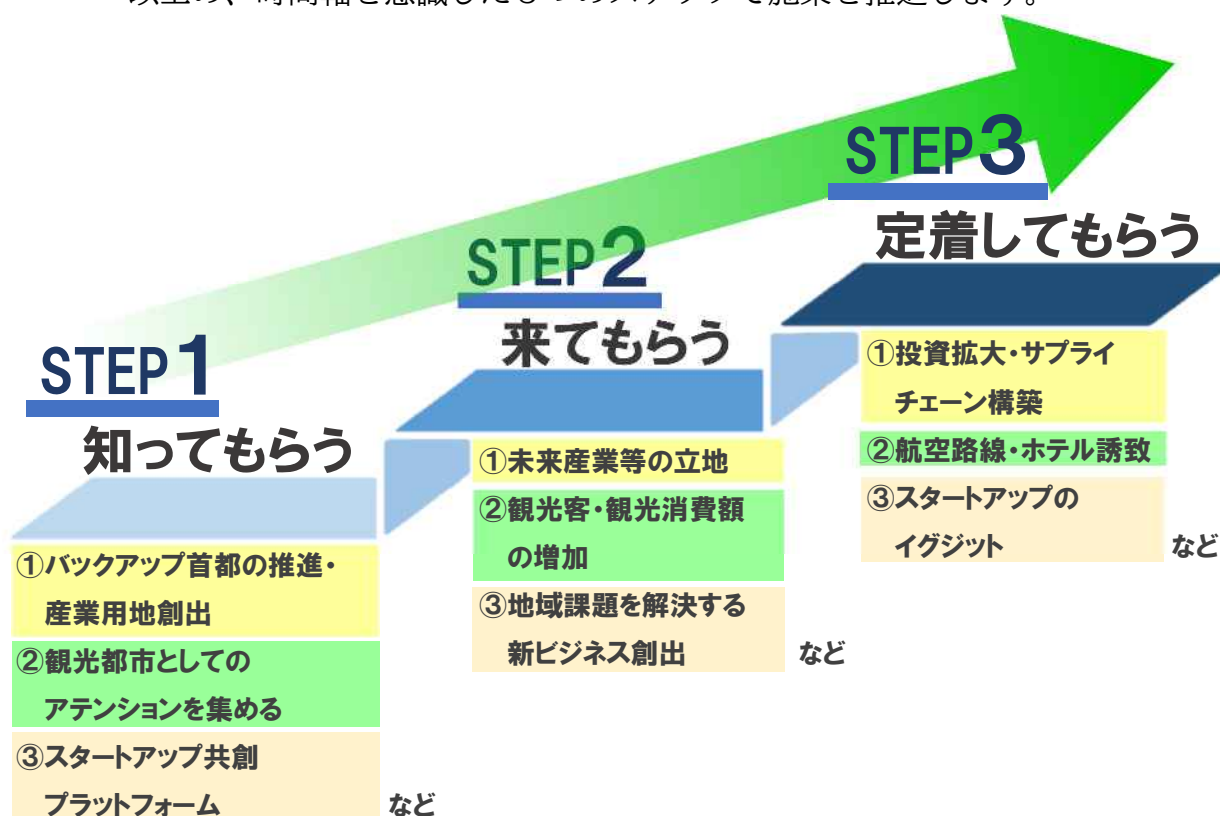 STEP1
知ってもらう
①バックアップ首都の推進・
産業用地創出
②観光都市としての
アテンションを集める
③スタートアップ共創
プラットフォーム
など
STEP2
来てもらう
①未来産業等の立地
②観光客・観光消費額
の増加
③地域課題を解決する
新ビジネス創出
など
STEP3
定着してもらう
①投資拡大・サプライ
チェーン構築
②航空路線・ホテル誘致
③スタートアップの
イグジット
など